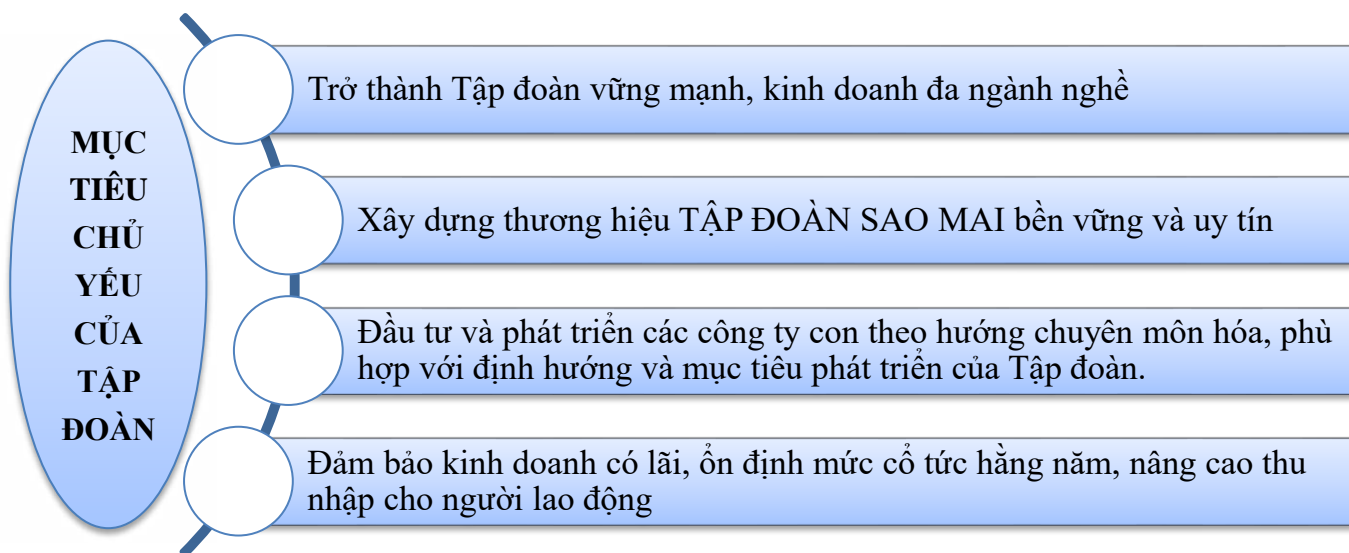 MỤC
TIÊU
CHỦ
YẾU
CỦA
TẬP
ĐOÀN
Trở thành Tập đoàn vững mạnh, kinh doanh đa ngành nghề
Xây dựng thương hiệu TẬP ĐOÀN SAO MAI bền vững và uy tín
Đầu tư và phát triển các công ty con theo hướng chuyên môn hóa, phù
hợp với định hướng và mục tiêu phát triển của Tập đoàn.
Đảm bảo kinh doanh có lãi, ổn định mức cổ tức hằng năm, nâng cao thu
nhập cho người lao động